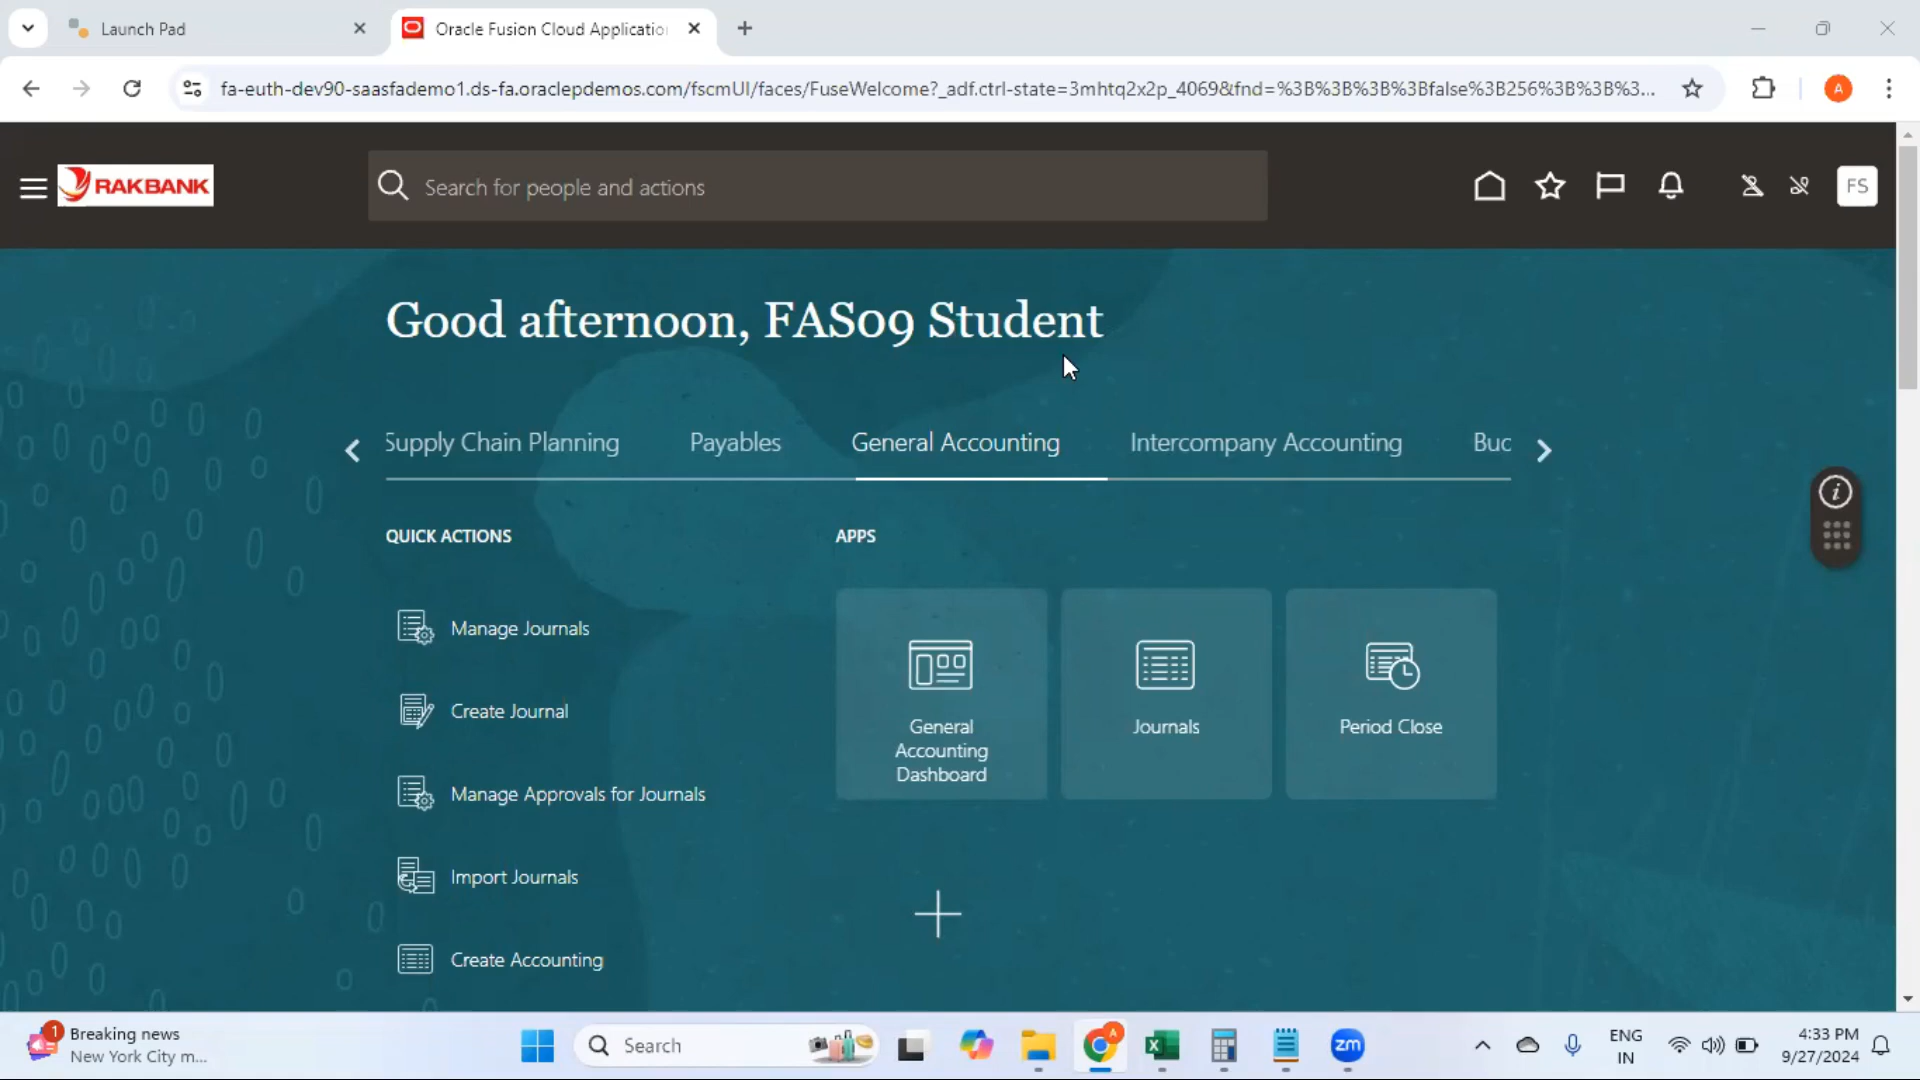 Launch Pad
Oracle Fusion Cloud Applicatio
fa-euth-dev90-saasfademo1.ds-fa.oraclepdemos.com/fscmUI/faces/FuseWelcome?_adf.ctrl-state=3mhtq2x2p_4069&fnd=%3B%3B%3B%3Bfalse%3B256%3B%3B%3...
A
RAKBANK
Search for people and actions
FS
Good afternoon, FAS09 Student
Supply Chain Planning
Payables
General Accounting
Intercompany Accounting
Buc
QUICK ACTIONS
APPS
Manage Journals
Create Journal
Manage Approvals for Journals
Import Journals
Create Accounting
General
Accounting
Dashboard
Journals
Period Close
1
Breaking news
New York City m...
Search
A
zm
ENG
IN
4:33 PM
9/27/2024